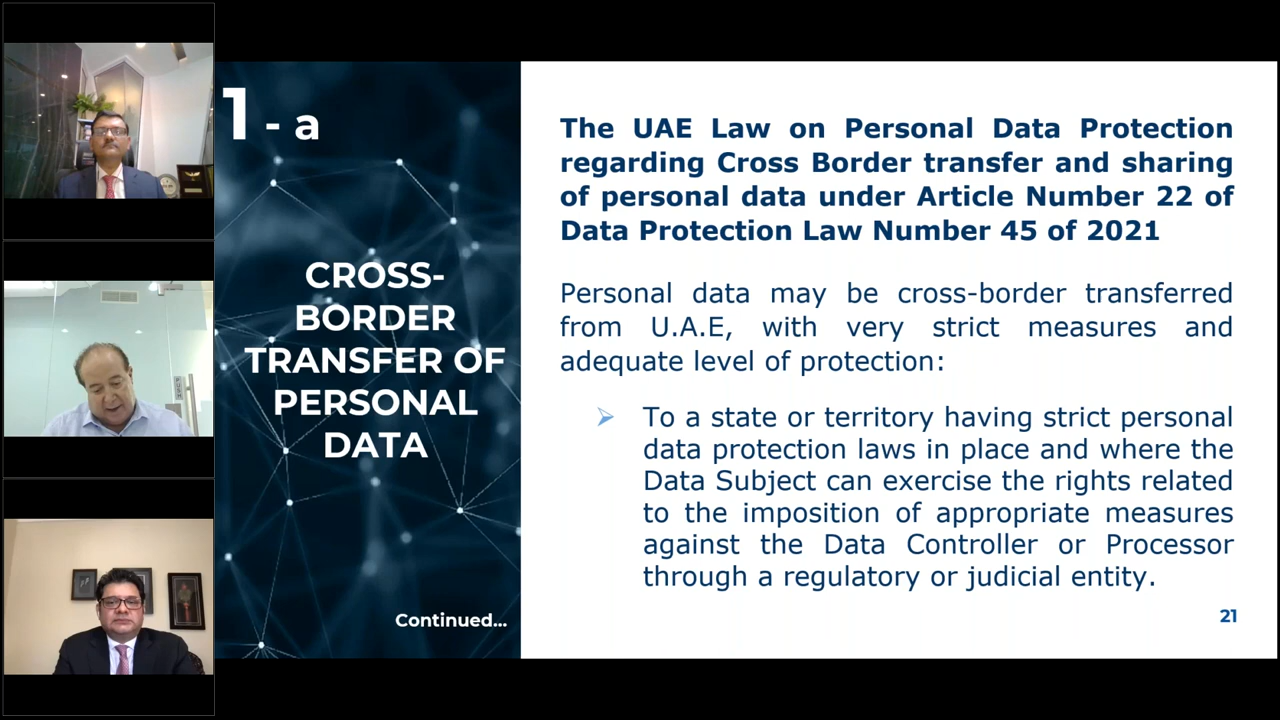 1 - a
CROSS-
BORDER
TRANSFER OF
PERSONAL
DATA
Continued...
The UAE Law on Personal Data Protection
regarding Cross Border transfer and sharing
of personal data under Article Number 22 of
Data Protection Law Number 45 of 2021
Personal data may be cross-border transferred
from U.A.E, with very strict measures and
adequate level of protection:
To a state or territory having strict personal
data protection laws in place and where the
Data Subject can exercise the rights related
to the imposition of appropriate measures
against the Data Controller or Processor
through a regulatory or judicial entity.
21
PUSH